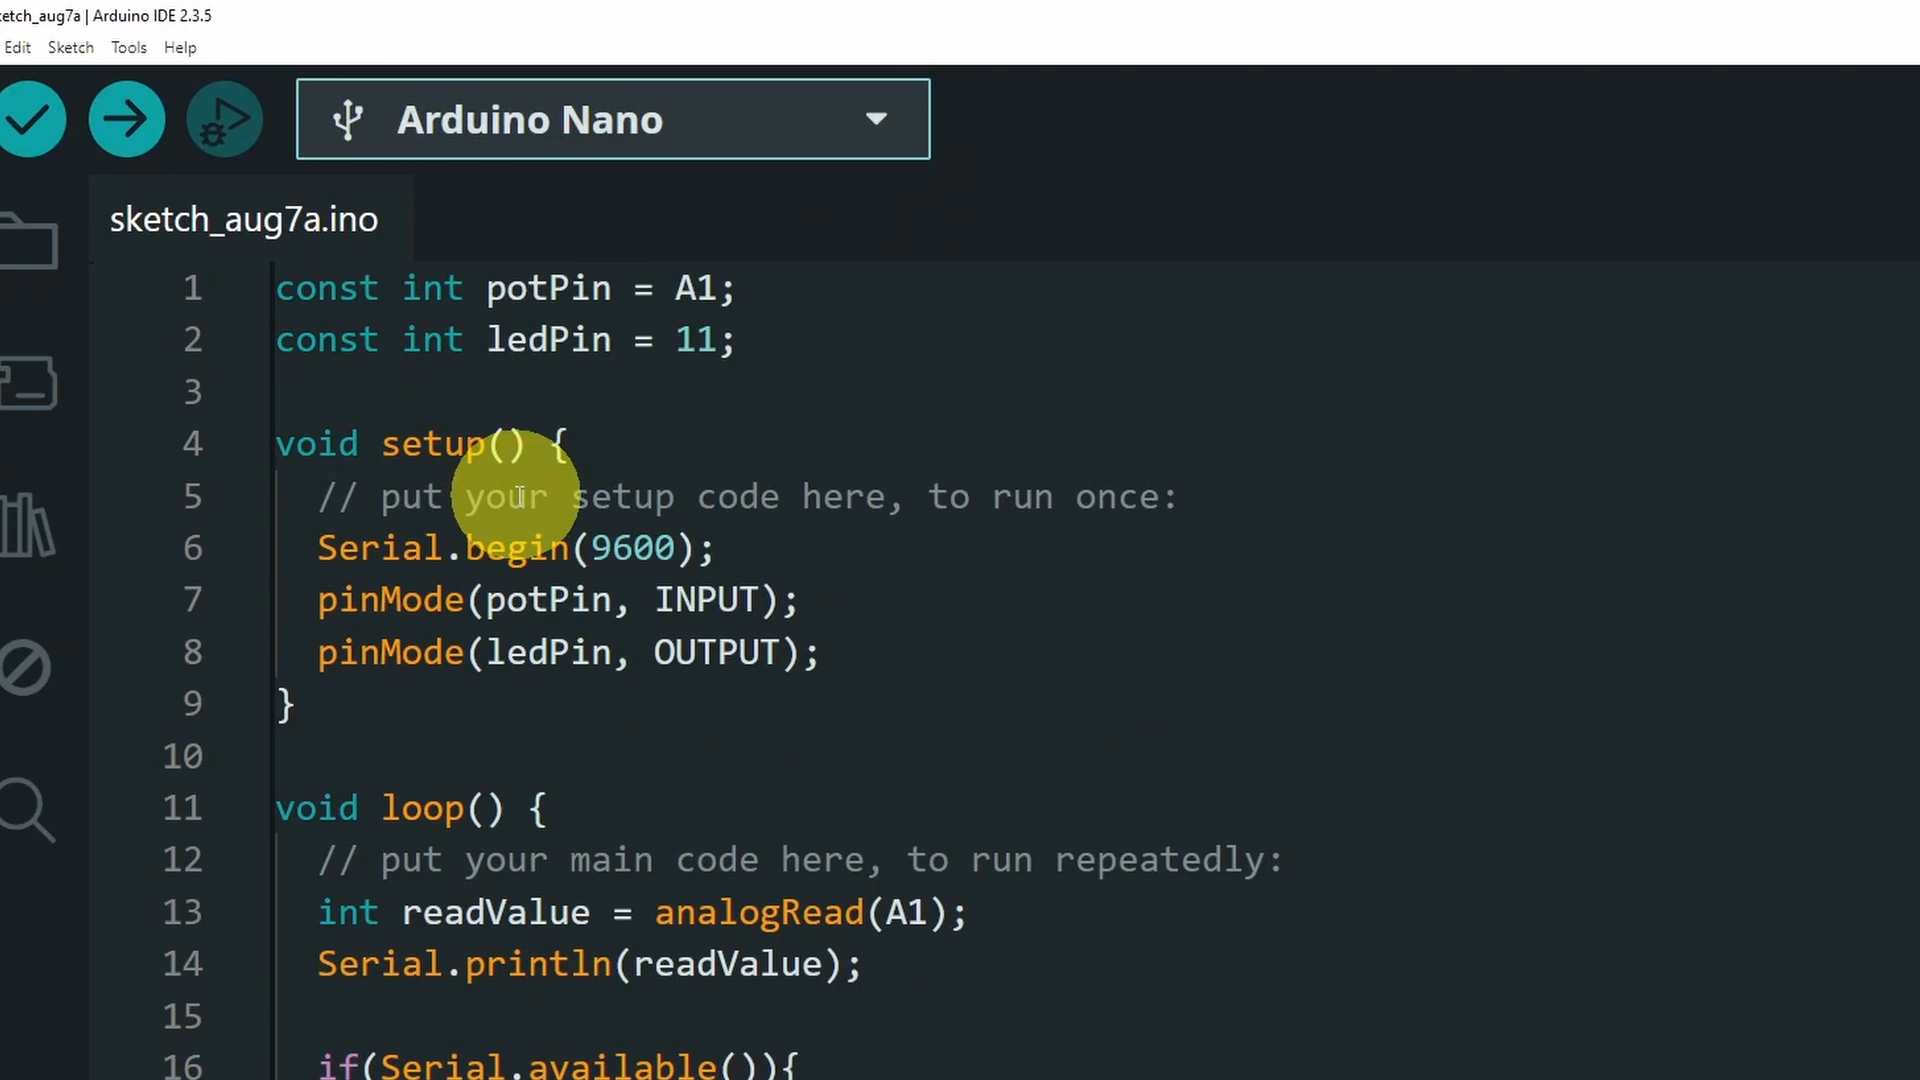 etch_aug7a | Arduino IDE 2.3.5
Edit Sketch Tools Help
Arduino Nano
sketch_aug7a.ino
1 const int potPin = A1;
2 const int ledPin = 11;
3
4 void setup() {
5 // put your setup code here, to run once:
6 Serial.begin(9600);
7 pinMode(potPin, INPUT);
8 pinMode(ledPin, OUTPUT);
9 }
10
11 void loop() {
12 // put your main code here, to run repeatedly:
13 int readValue = analogRead(A1);
14 Serial.println(readValue);
15
16 if(Serial.available()){